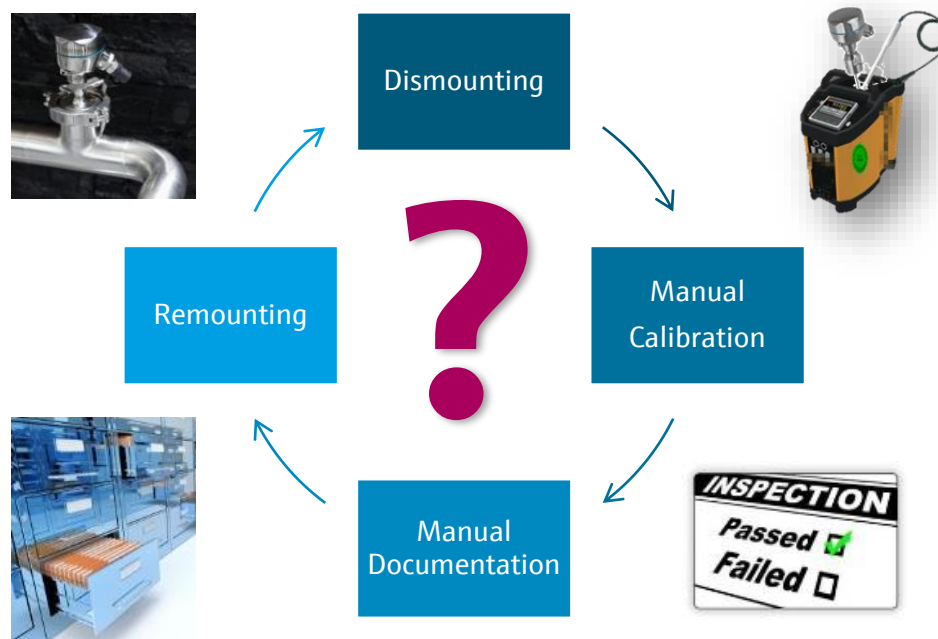 Dismounting
Manual
Calibration
Remounting
?
Manual
Documentation
INSPECTION
Passed
Failed